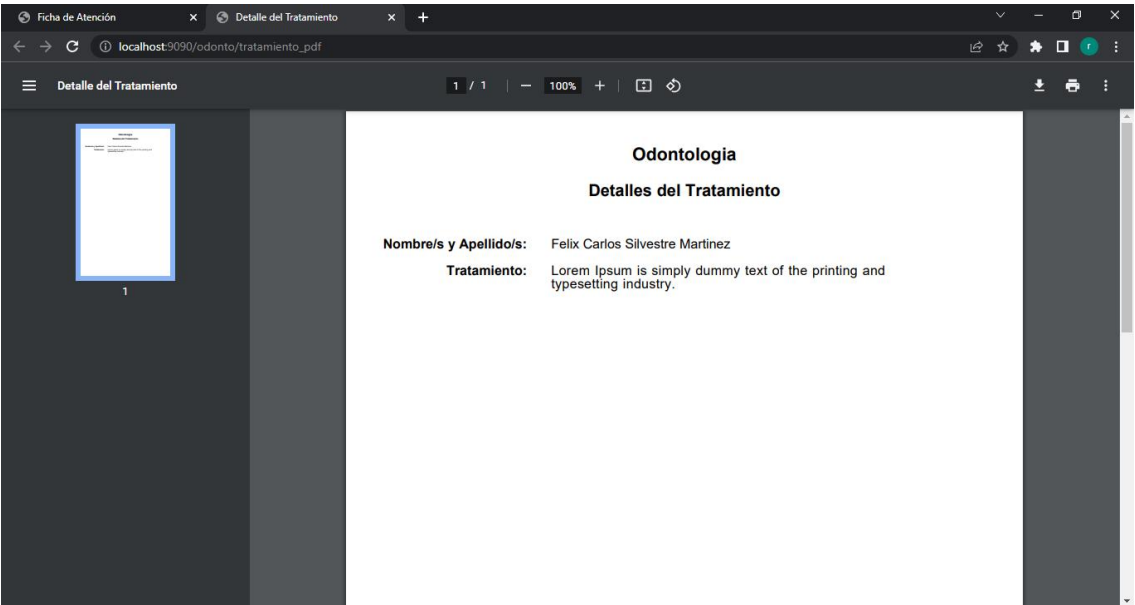 Ficha de Atención
Detalle del Tratamiento
localhost:9090/odonto/tratamiento_pdf
r
Detalle del Tratamiento
1 / 1
100%
1
Odontologia
Detalles del Tratamiento
Nombre/s y Apellido/s: Felix Carlos Silvestre Martinez
Tratamiento: Lorem Ipsum is simply dummy text of the printing and
typesetting industry.